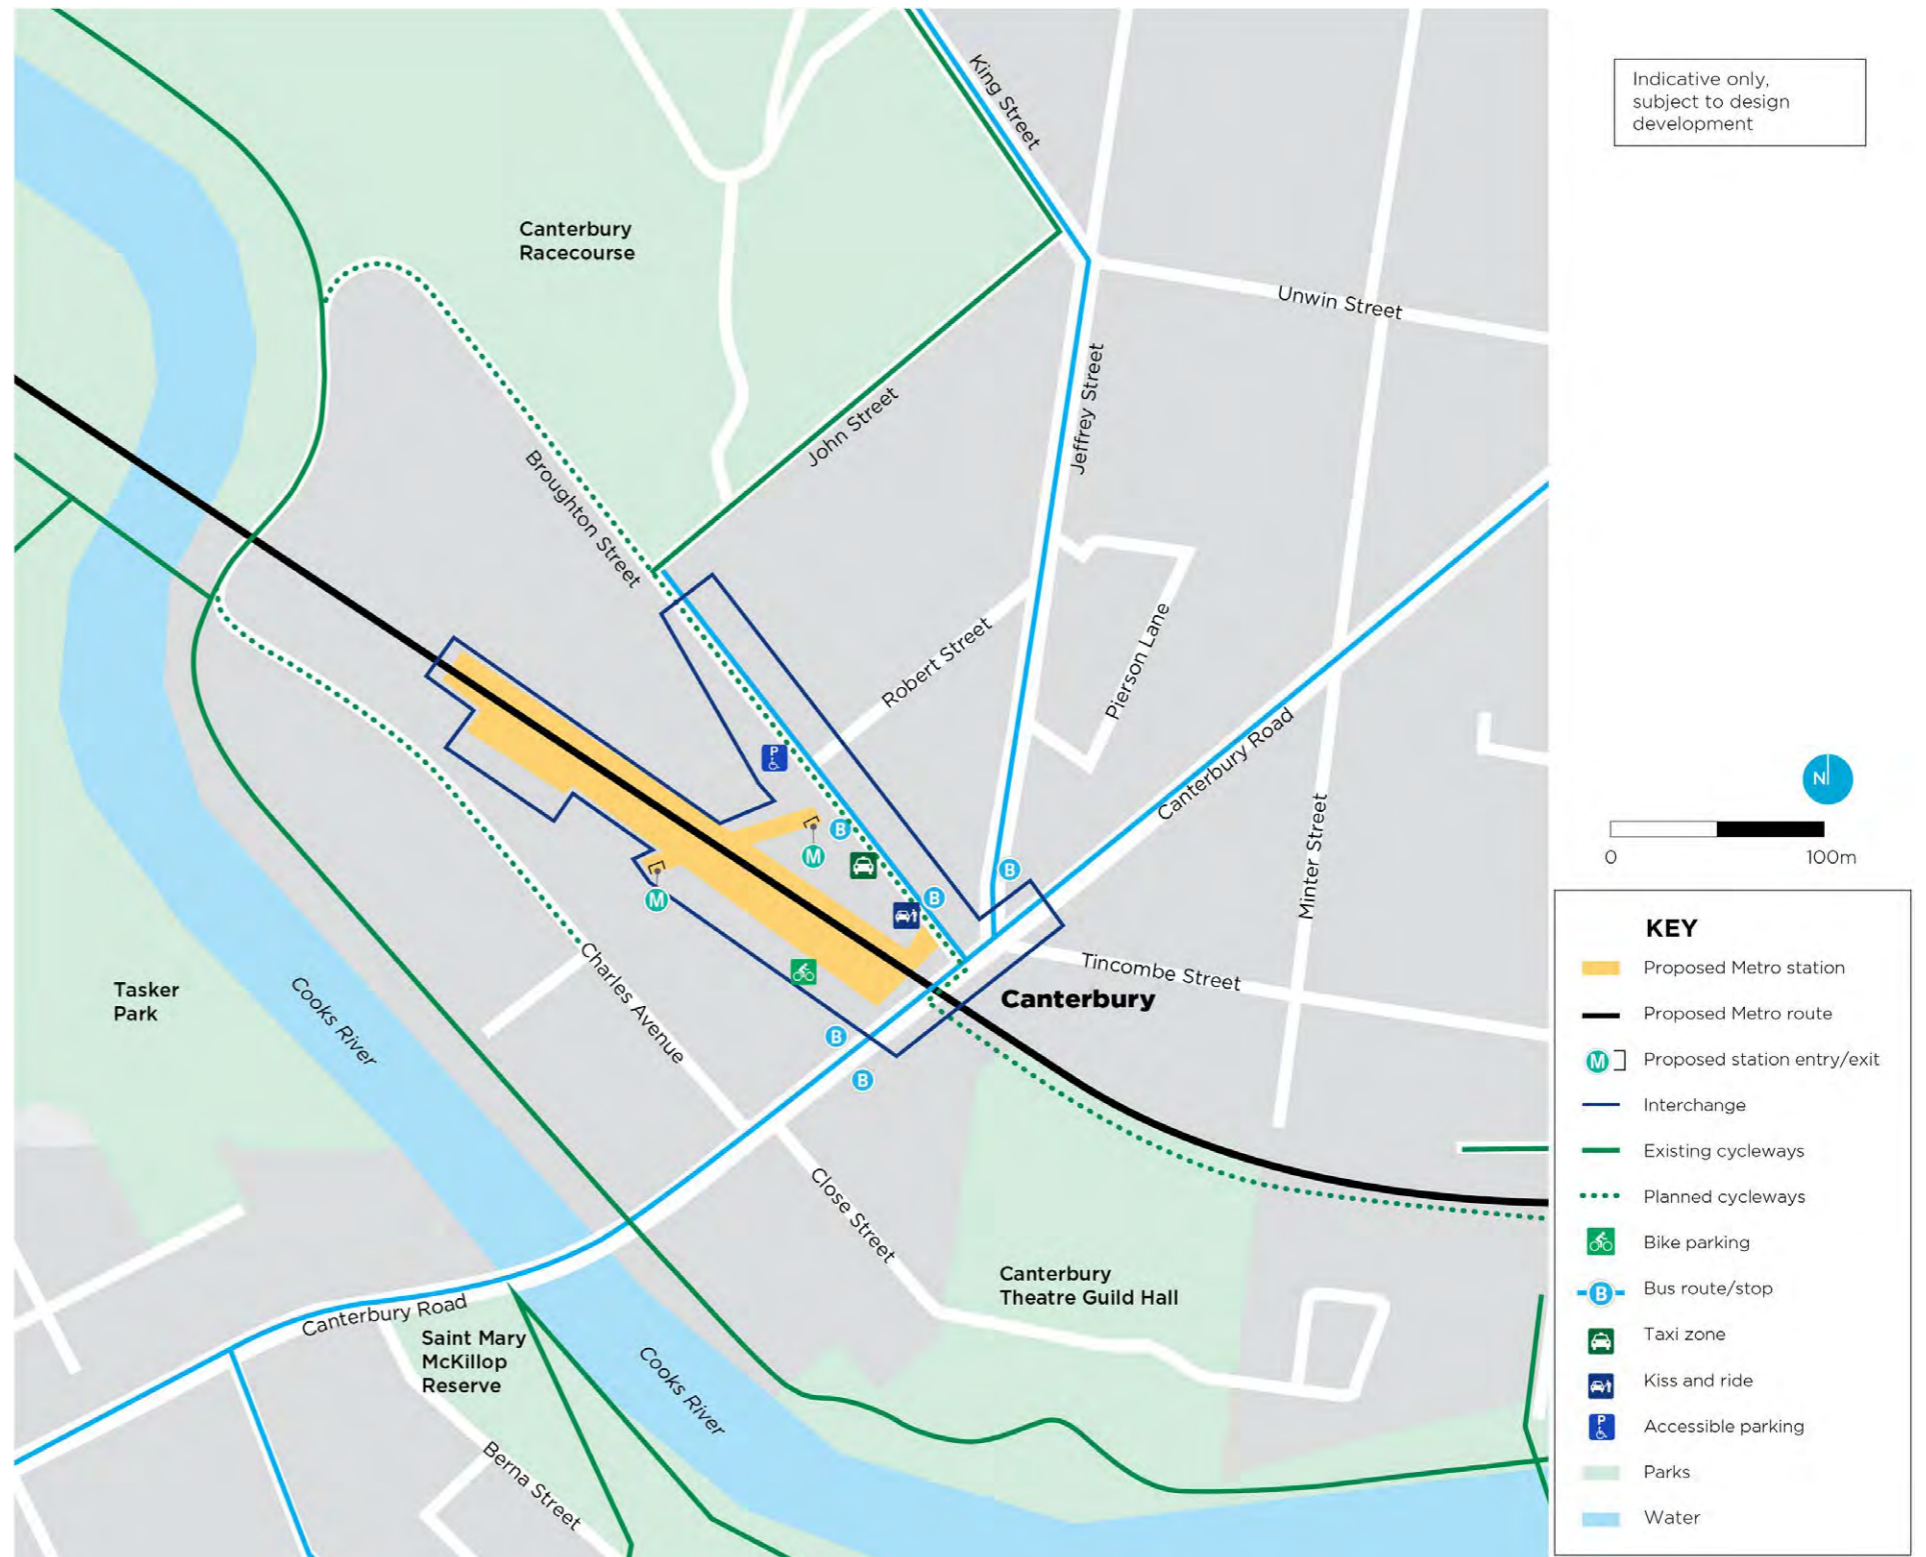 Indicative only,
subject to design
development
King Street
Canterbury
Racecourse
Unwin Street
Jeffrey Street
John Street
Broughton Street
Robert Street
Pierson Lane
Canterbury Road
Minter Street
P
B
M
B
B
M
N
0 100m
Tincombe Street
Canterbury
Charles Avenue
Tasker
Park
Cooks River
B
B
Close Street
Canterbury
Theatre Guild Hall
Canterbury Road
Saint Mary
McKillop
Reserve
Cooks River
Berna Street
KEY
Proposed Metro station
Proposed Metro route
M Proposed station entry/exit
Interchange
Existing cycleways
Planned cycleways
Bike parking
B Bus route/stop
Taxi zone
Kiss and ride
P Accessible parking
Parks
Water